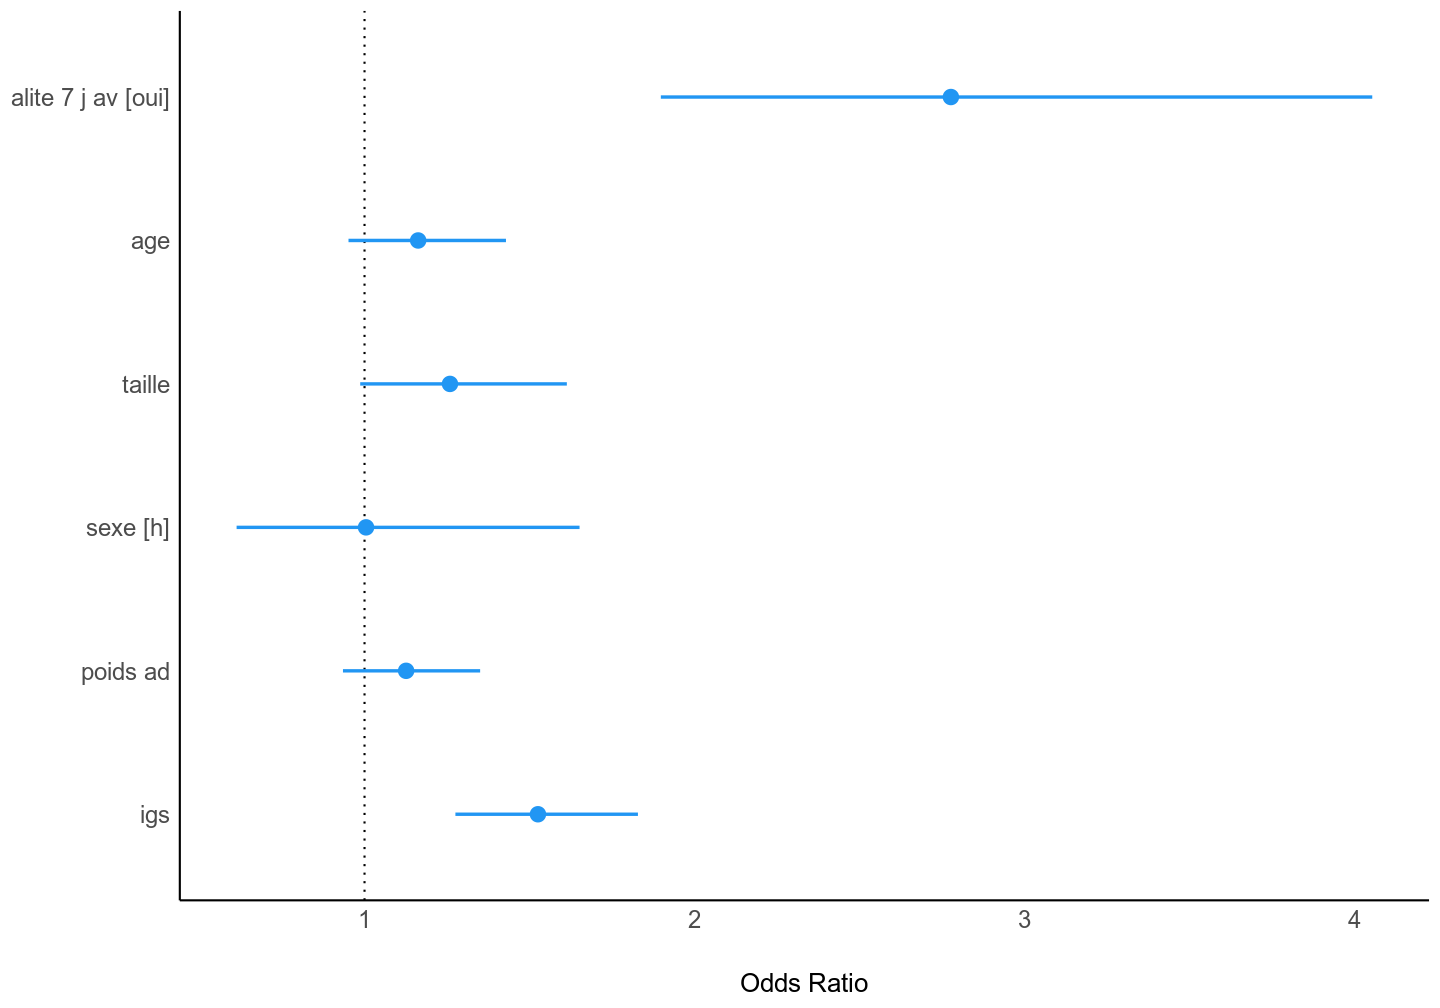 alite 7 j av [oui]
age
taille
sexe [h]
poids ad
igs
1 2 3 4
Odds Ratio